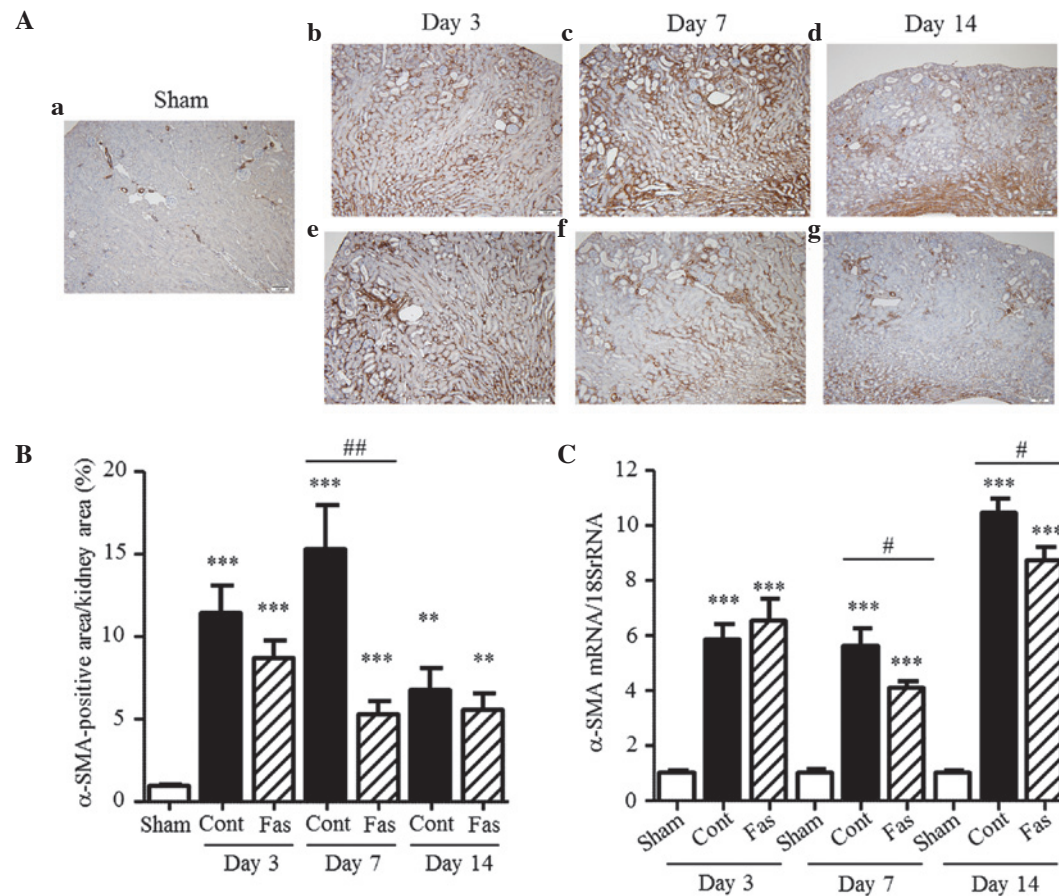 A
Sham
a
Day 3
Day 7
Day 14
b
c
d
e
f
g
B
α-SMA-positive area/kidney area (%)
20
15
10
5
0
***
***
##
***
***
**
**
Sham
Cont
Fas
Cont
Fas
Cont
Fas
Day 3
Day 7
Day 14
C
α-SMA mRNA/18SrRNA
12
10
8
6
4
2
0
***
***
#
***
***
#
***
***
Sham
Cont
Fas
Sham
Cont
Fas
Sham
Cont
Fas
Day 3
Day 7
Day 14